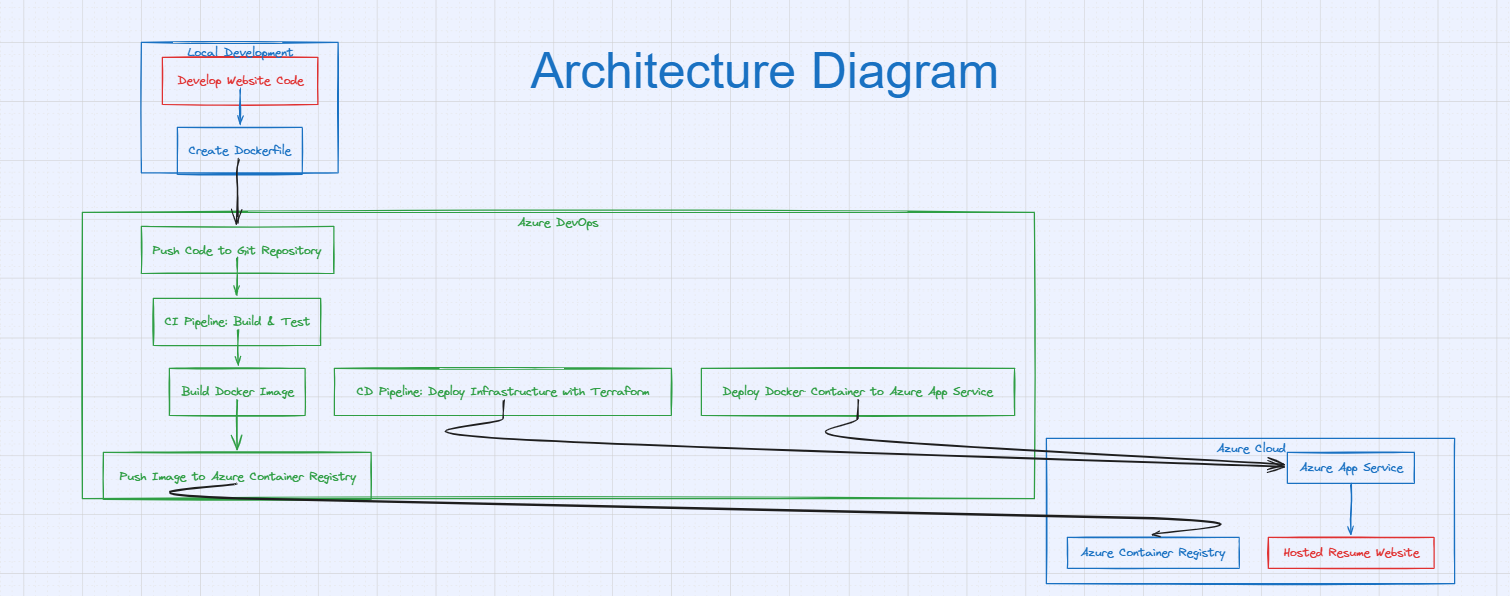 Architecture Diagram
Local Development
Develop Website Code
Create Dockerfile
Azure DevOps
Push Code to Git Repository
CI Pipeline: Build & Test
Build Docker Image
CD Pipeline: Deploy Infrastructure with Terraform
Deploy Docker Container to Azure App Service
Push Image to Azure Container Registry
Azure Cloud
Azure App Service
Azure Container Registry
Hosted Resume Website